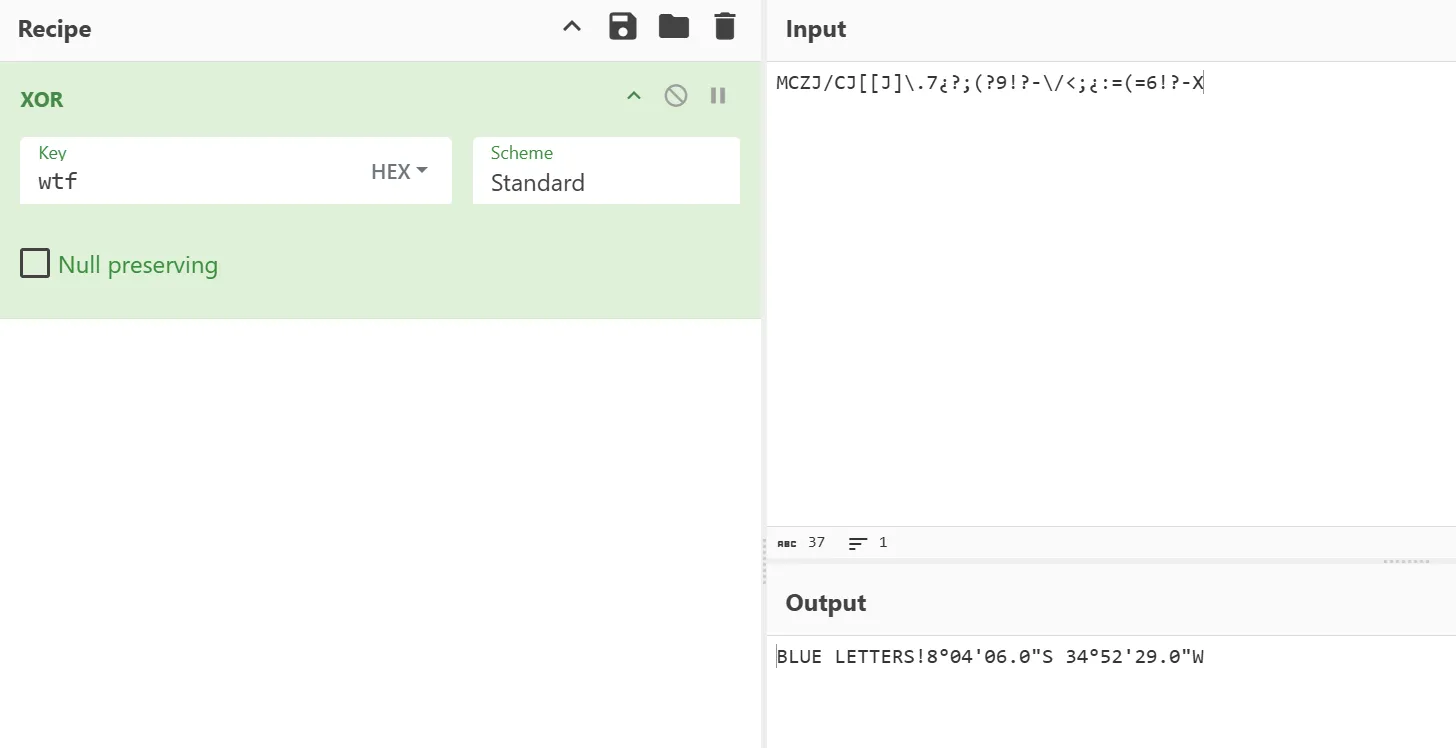 Recipe
XOR
Key
wtf
HEX
Scheme
Standard
Null preserving
Input
MCZJ/CJ[[J]\.7¿?;(?9!?-\/<;¿:=(=6!?-X
ABC 37 1
Output
BLUE LETTERS!8°04'06.0"S 34°52'29.0"W